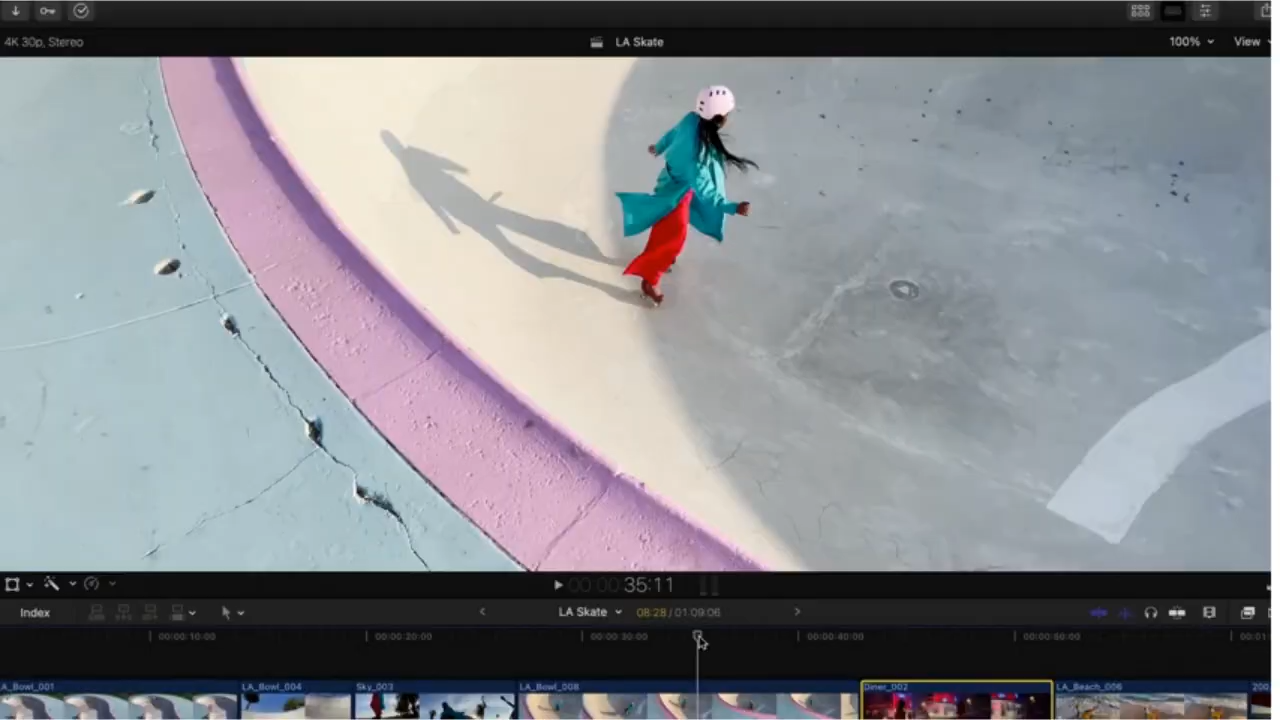 4K 30p, Stereo
LA Skate
100%
View
35:11
Index
LA Skate
08:28 / 01:09:06
00:00:10:00
00:00:20:00
00:00:30:00
00:00:40:00
00:00:50:00
A_Bowl_001
LA_Bowl_004
Sky_003
LA_Bowl_008
Diner_002
LA_Beach_006